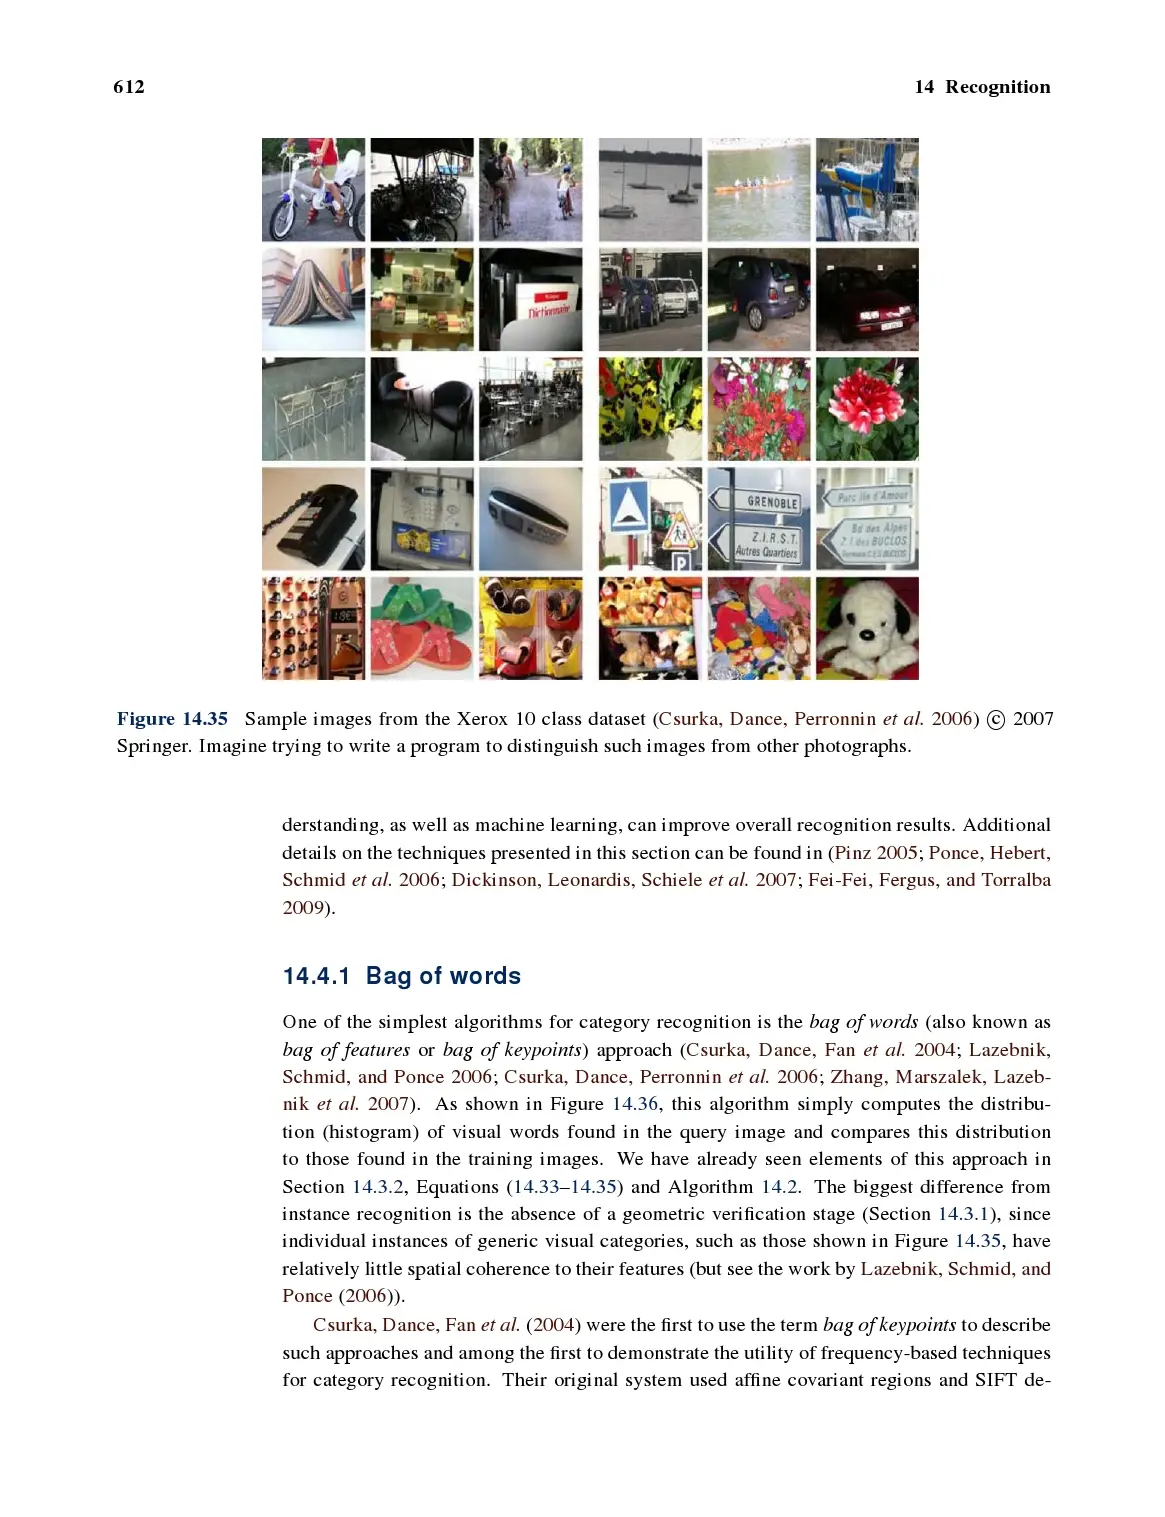 612
14 Recognition
Dictionnaire
GRENOBLE
Z.I.R.S.T.
Autres Quartiers
P
Parc Ile d'Amour
Bd des Alpes
Z.I des BUCLOS
Figure 14.35 Sample images from the Xerox 10 class dataset (Csurka, Dance, Perronnin et al. 2006) © 2007
Springer. Imagine trying to write a program to distinguish such images from other photographs.
derstanding, as well as machine learning, can improve overall recognition results. Additional
details on the techniques presented in this section can be found in (Pinz 2005; Ponce, Hebert,
Schmid et al. 2006; Dickinson, Leonardis, Schiele et al. 2007; Fei-Fei, Fergus, and Torralba
2009).
14.4.1 Bag of words
One of the simplest algorithms for category recognition is the bag of words (also known as
bag of features or bag of keypoints) approach (Csurka, Dance, Fan et al. 2004; Lazebnik,
Schmid, and Ponce 2006; Csurka, Dance, Perronnin et al. 2006; Zhang, Marszalek, Lazeb-
nik et al. 2007). As shown in Figure 14.36, this algorithm simply computes the distribu-
tion (histogram) of visual words found in the query image and compares this distribution
to those found in the training images. We have already seen elements of this approach in
Section 14.3.2, Equations (14.33–14.35) and Algorithm 14.2. The biggest difference from
instance recognition is the absence of a geometric verification stage (Section 14.3.1), since
individual instances of generic visual categories, such as those shown in Figure 14.35, have
relatively little spatial coherence to their features (but see the work by Lazebnik, Schmid, and
Ponce (2006)).
Csurka, Dance, Fan et al. (2004) were the first to use the term bag of keypoints to describe
such approaches and among the first to demonstrate the utility of frequency-based techniques
for category recognition. Their original system used affine covariant regions and SIFT de-